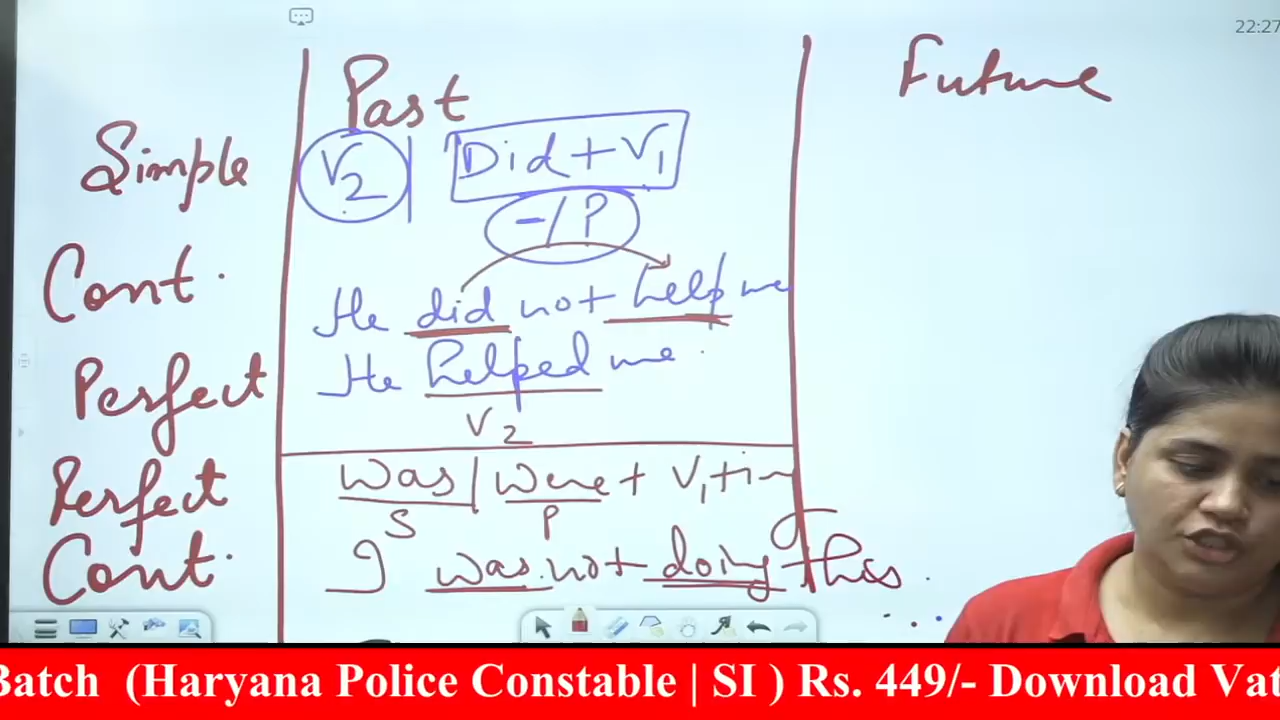 22:27
Past
Future
Simple
V2 | Did + V1
- / ?
Cont.
He did not help me
He helped me.
Perfect
V2
Was | Were + V1 + ing
S P
Perfect
Cont.
I was not doing this
Batch (Haryana Police Constable | SI ) Rs. 449/- Download